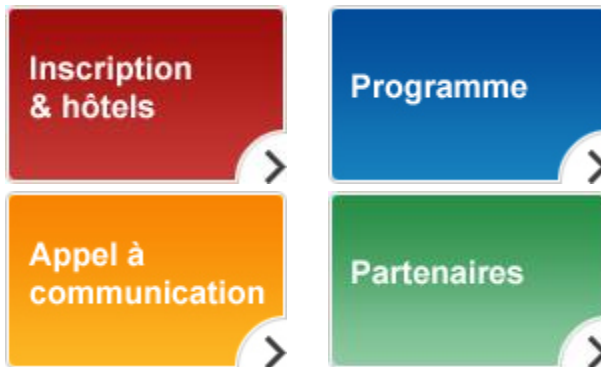 Inscription
& hôtels
Programme
Appel à
communication
Partenaires